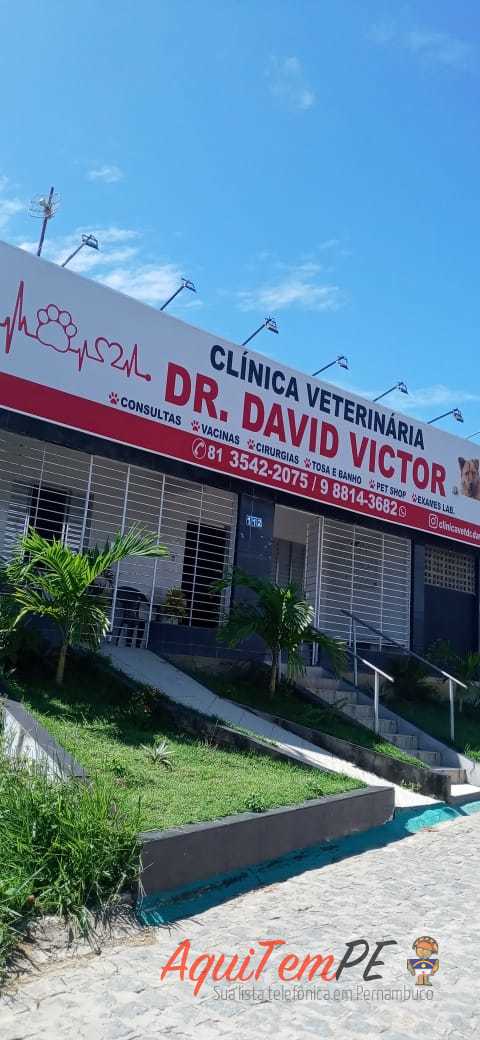 CLÍNICA VETERINÁRIA
DR. DAVID VICTOR
CONSULTAS VACINAS CIRURGIAS TOSA E BANHO PET SHOP EXAMES LAB.
81 3542-2075 / 9 8814-3682
AquiTemPE
Sua lista telefônica em Pernambuco